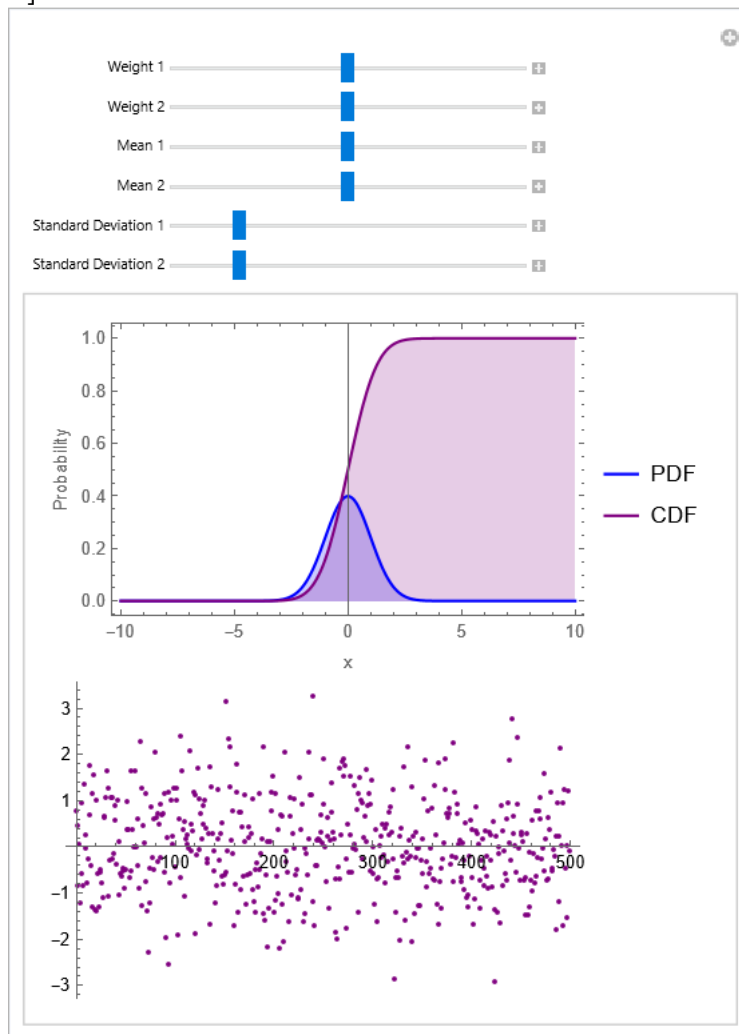 ]
Weight 1
Weight 2
Mean 1
Mean 2
Standard Deviation 1
Standard Deviation 2
1.0
0.8
0.6
0.4
0.2
0.0
Probability
−10 −5 0 5 10
x
PDF
CDF
3
2
1
−1
−2
−3
100 200 300 400 500